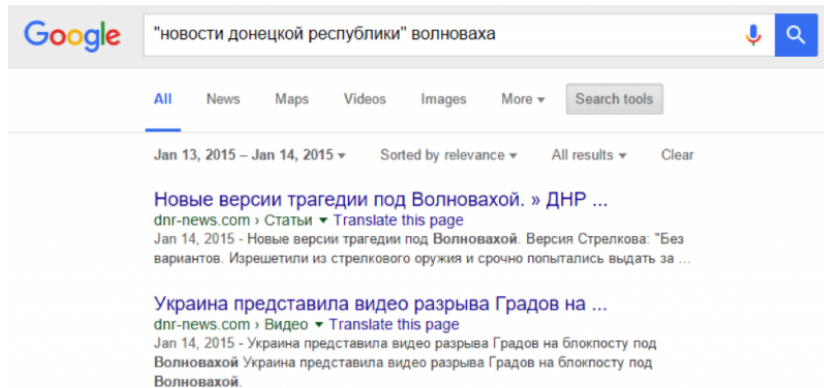 Google "новости донецкой республики" волноваха
All News Maps Videos Images More Search tools
Jan 13, 2015 – Jan 14, 2015 Sorted by relevance All results Clear
Новые версии трагедии под Волновахой. » ДНР ...
dnr-news.com › Статьи Translate this page
Jan 14, 2015 - Новые версии трагедии под Волновахой. Версия Стрелкова: "Без
вариантов. Изрешетили из стрелкового оружия и срочно попытались выдать за ...
Украина представила видео разрыва Градов на ...
dnr-news.com › Видео Translate this page
Jan 14, 2015 - Украина представила видео разрыва Градов на блокпосту под
Волновахой Украина представила видео разрыва Градов на блокпосту под
Волновахой.